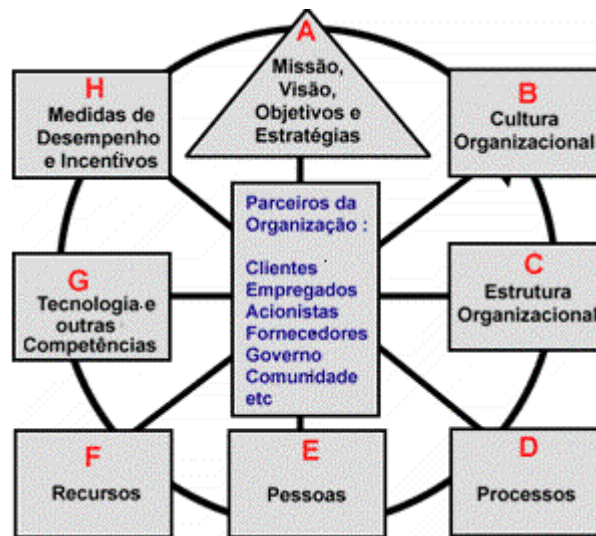 A
Missão,
Visão,
Objetivos e
Estratégias
B
Cultura
Organizacional
C
Estrutura
Organizacional
D
Processos
E
Pessoas
F
Recursos
G
Tecnologia e
outras
Competências
H
Medidas de
Desempenho
e Incentivos
Parceiros da
Organização :
Clientes
Empregados
Acionistas
Fornecedores
Governo
Comunidade
etc